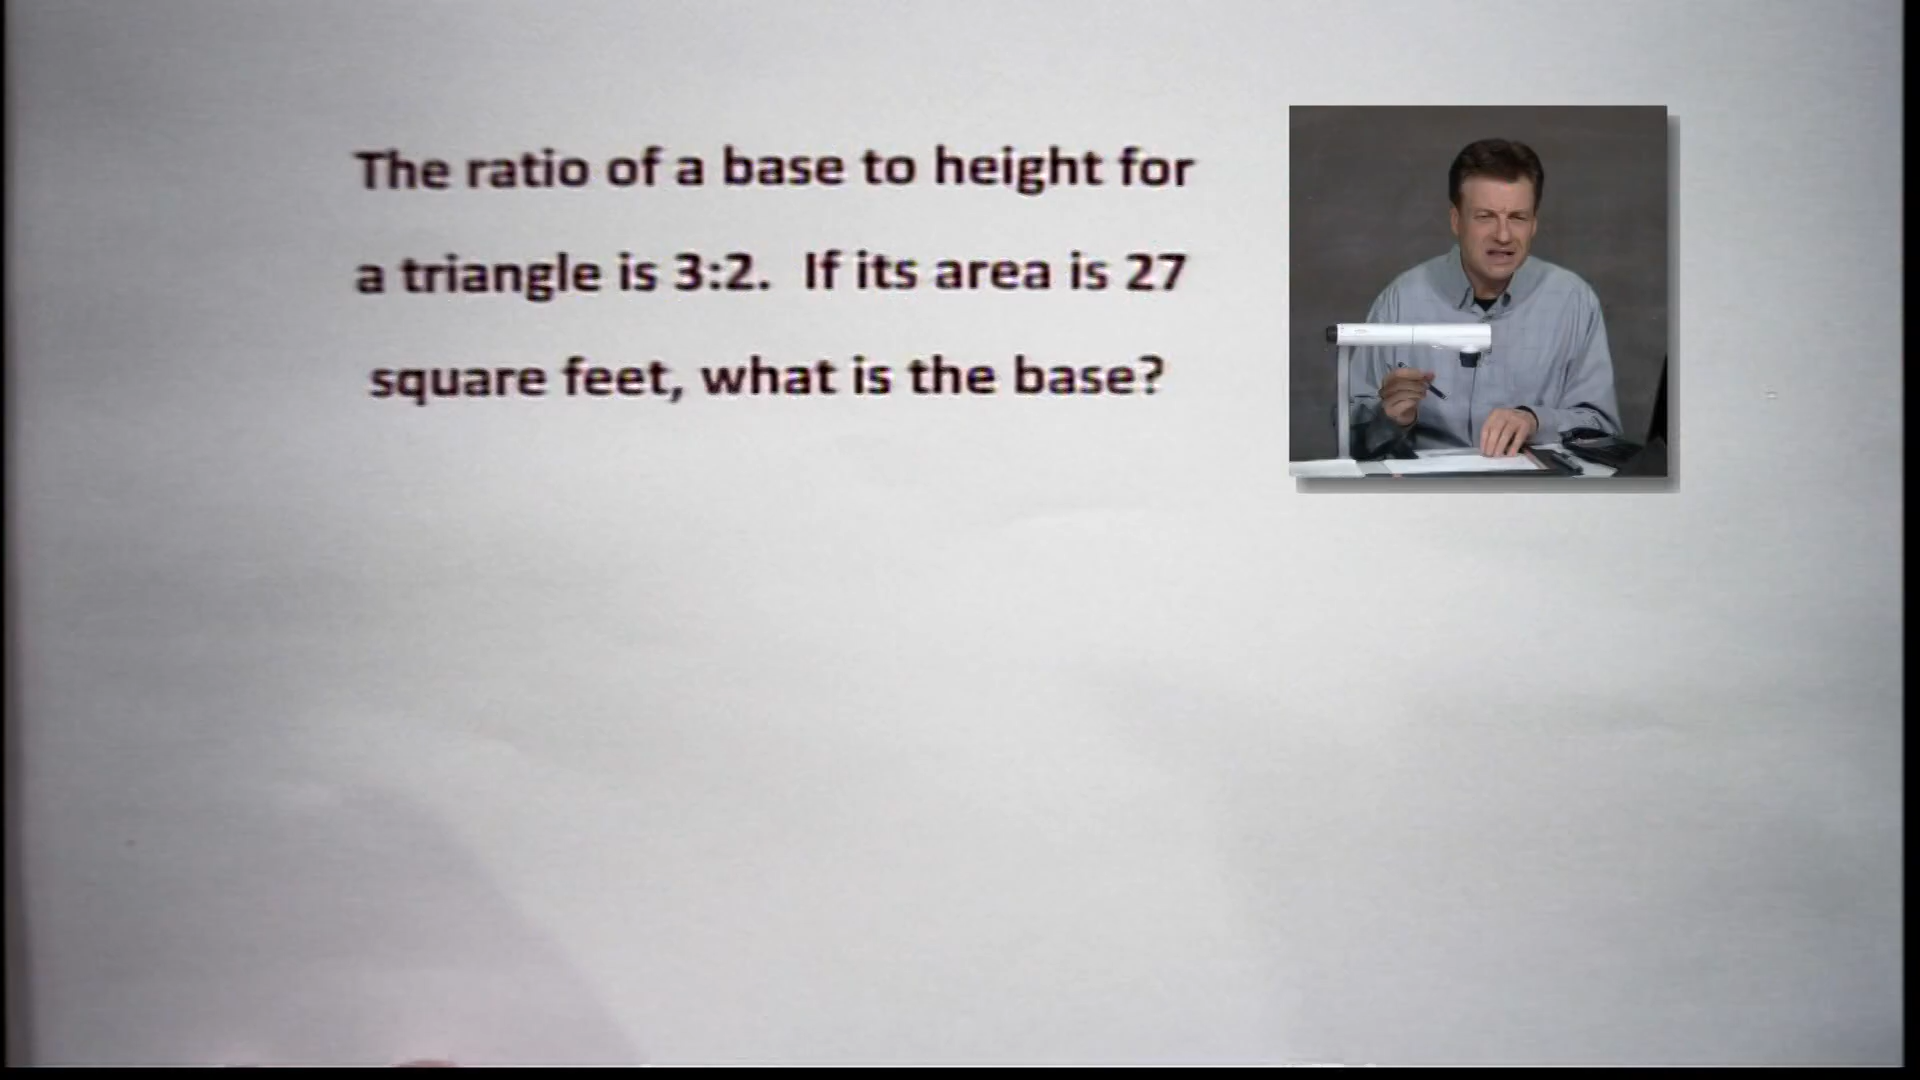 The ratio of a base to height for
a triangle is 3:2. If its area is 27
square feet, what is the base?